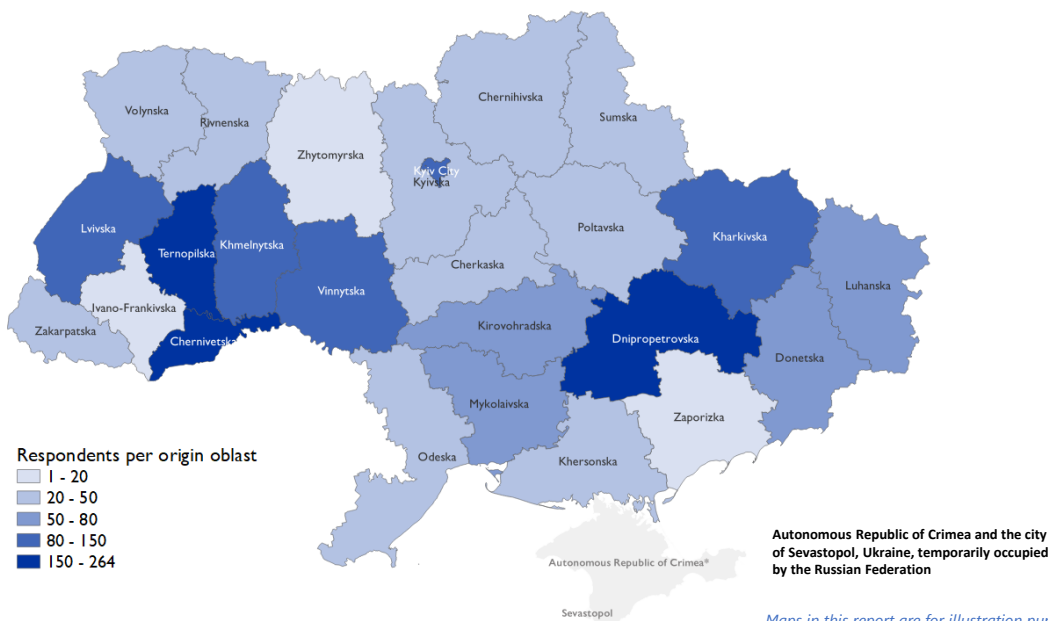 Chernihivska
Volynska
Rivnenska
Sumska
Zhytomyrska
Kyiv City
Kyivska
Lvivska
Ternopilska
Khmelnytska
Poltavska
Kharkivska
Cherkaska
Vinnytska
Luhanska
Ivano-Frankivska
Zakarpatska
Chernivetska
Kirovohradska
Dnipropetrovska
Donetska
Mykolaivska
Zaporizka
Odeska
Khersonska
Respondents per origin oblast
1 - 20
20 - 50
50 - 80
80 - 150
150 - 264
Autonomous Republic of Crimea*
Sevastopol
Autonomous Republic of Crimea and the city
of Sevastopol, Ukraine, temporarily occupied
by the Russian Federation
Maps in this report are for illustration